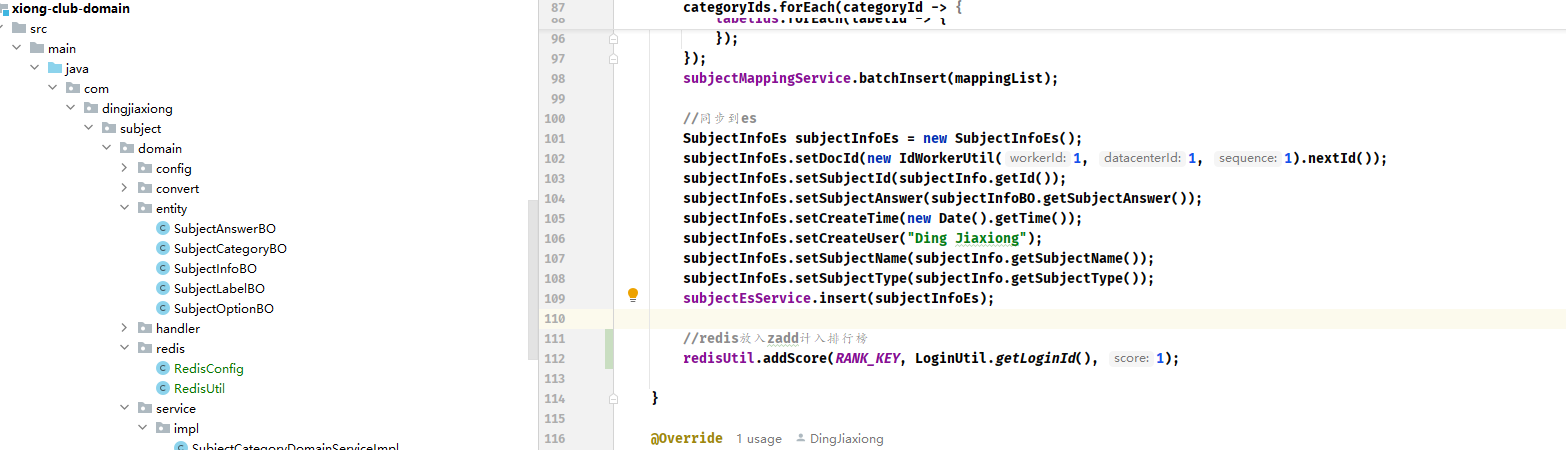 xiong-club-domain
src
main
java
com
dingjiaxiong
subject
domain
config
convert
entity
SubjectAnswerBO
SubjectCategoryBO
SubjectInfoBO
SubjectLabelBO
SubjectOptionBO
handler
redis
RedisConfig
RedisUtil
service
impl
SubjectCategoryDomainServiceImpl
87 categoryIds.forEach(categoryId -> {
88 labelIds.forEach(labelId -> {
96 });
97 });
98 subjectMappingService.batchInsert(mappingList);
99
100 //同步到es
101 SubjectInfoEs subjectInfoEs = new SubjectInfoEs();
102 subjectInfoEs.setDocId(new IdWorkerUtil( workerId: 1, datacenterId: 1, sequence: 1).nextId());
103 subjectInfoEs.setSubjectId(subjectInfo.getId());
104 subjectInfoEs.setSubjectAnswer(subjectInfoBO.getSubjectAnswer());
105 subjectInfoEs.setCreateTime(new Date().getTime());
106 subjectInfoEs.setCreateUser("Ding Jiaxiong");
107 subjectInfoEs.setSubjectName(subjectInfo.getSubjectName());
108 subjectInfoEs.setSubjectType(subjectInfo.getSubjectType());
109 subjectEsService.insert(subjectInfoEs);
110
111 //redis放入zadd计入排行榜
112 redisUtil.addScore(RANK_KEY, LoginUtil.getLoginId(), score: 1);
113
114 }
115
116 @Override 1 usage DingJiaxiong